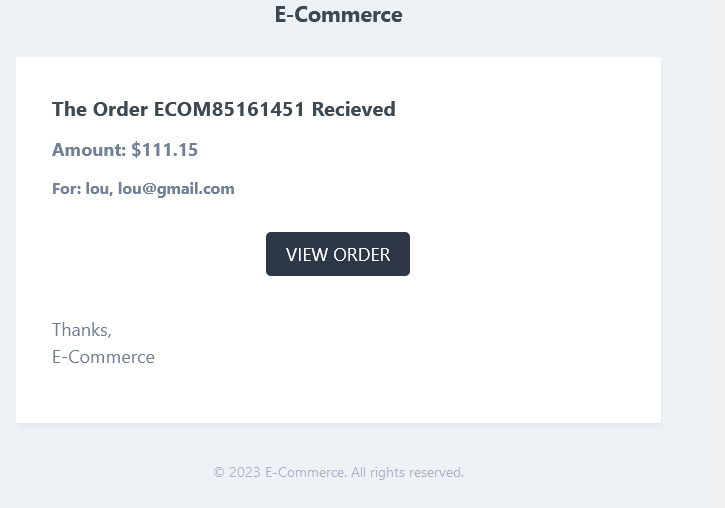 E-Commerce
The Order ECOM85161451 Recieved
Amount: $111.15
For: lou, lou@gmail.com
VIEW ORDER
Thanks,
E-Commerce
© 2023 E-Commerce. All rights reserved.